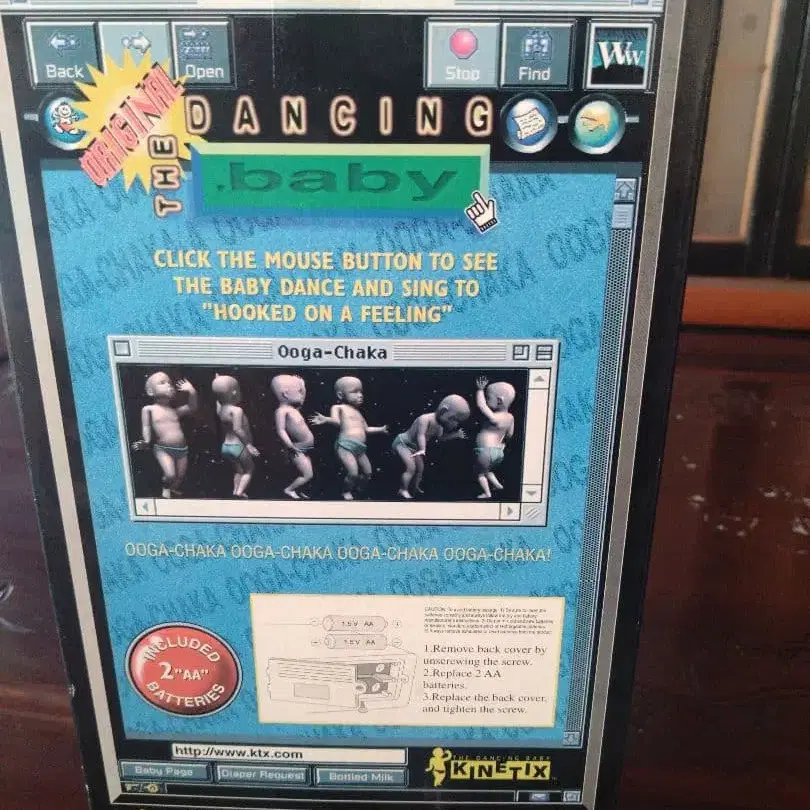 Back
Open
Stop
Find
WW
ORIGINAL
THE
DANCING
.baby
CLICK THE MOUSE BUTTON TO SEE
THE BABY DANCE AND SING TO
"HOOKED ON A FEELING"
Ooga-Chaka
OOGA-CHAKA OOGA-CHAKA OOGA-CHAKA OOGA-CHAKA!
INCLUDED
2 "AA"
BATTERIES
1.5V AA
1.5V AA
1.Remove back cover by
unscrewing the screw.
2.Replace 2 AA
batteries.
3.Replace the back cover,
and tighten the screw.
http://www.ktx.com
Baby Page
Diaper Request
Bottled Milk
THE DANCING BABY
KINETIX